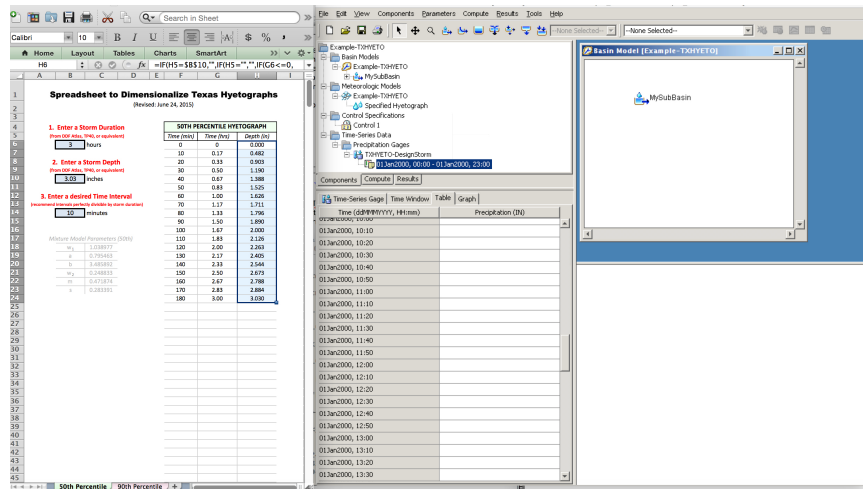 Search in Sheet
Calibri 10 B I U $ %
Home Layout Tables Charts SmartArt
H6 fx =IF(H5=$B$10,"",IF(H5="","",IF(G6<=0,
A B C D E F G H I
Spreadsheet to Dimensionalize Texas Hyetographs
(Revised: June 24, 2015)
1. Enter a Storm Duration
(from DDF Atlas, TP40, or equivalent)
3 hours
2. Enter a Storm Depth
(from DDF Atlas, TP40, or equivalent)
3.03 inches
3. Enter a desired Time Interval
(recommend intervals perfectly divisible by storm duration)
10 minutes
Mixture Model Parameters (50th)
a 0.795463
m 0.471874
50TH PERCENTILE HYETOGRAPH
Time (min) Time (hrs) Depth (in)
0 0 0.000
10 0.17 0.482
20 0.33 0.903
30 0.50 1.190
40 0.67 1.388
50 0.83 1.525
60 1.00 1.626
70 1.17 1.711
80 1.33 1.796
90 1.50 1.890
100 1.67 2.000
110 1.83 2.126
120 2.00 2.263
130 2.17 2.405
140 2.33 2.544
150 2.50 2.673
160 2.67 2.788
170 2.83 2.884
180 3.00 3.030
50th Percentile 90th Percentile
File Edit View Components Parameters Compute Results Tools Help
--None Selected-- --None Selected--
Example-TXHYETO
Basin Models
Example-TXHYETO
MySubBasin
Meteorologic Models
Example-TXHYETO
Specified Hyetograph
Control Specifications
Control 1
Time-Series Data
Precipitation Gages
TXHYETO-DesignStorm
01Jan2000, 00:00 - 01Jan2000, 23:00
Components Compute Results
Time-Series Gage Time Window Table Graph
Time (ddMMMYYYY, HH:mm) Precipitation (IN)
01Jan2000, 10:00
01Jan2000, 10:10
01Jan2000, 10:20
01Jan2000, 10:30
01Jan2000, 10:40
01Jan2000, 10:50
01Jan2000, 11:00
01Jan2000, 11:10
01Jan2000, 11:20
01Jan2000, 11:30
01Jan2000, 11:40
01Jan2000, 11:50
01Jan2000, 12:00
01Jan2000, 12:10
01Jan2000, 12:20
01Jan2000, 12:30
01Jan2000, 12:40
01Jan2000, 12:50
01Jan2000, 13:00
01Jan2000, 13:10
01Jan2000, 13:20
01Jan2000, 13:30
Basin Model [Example-TXHYETO]
MySubBasin